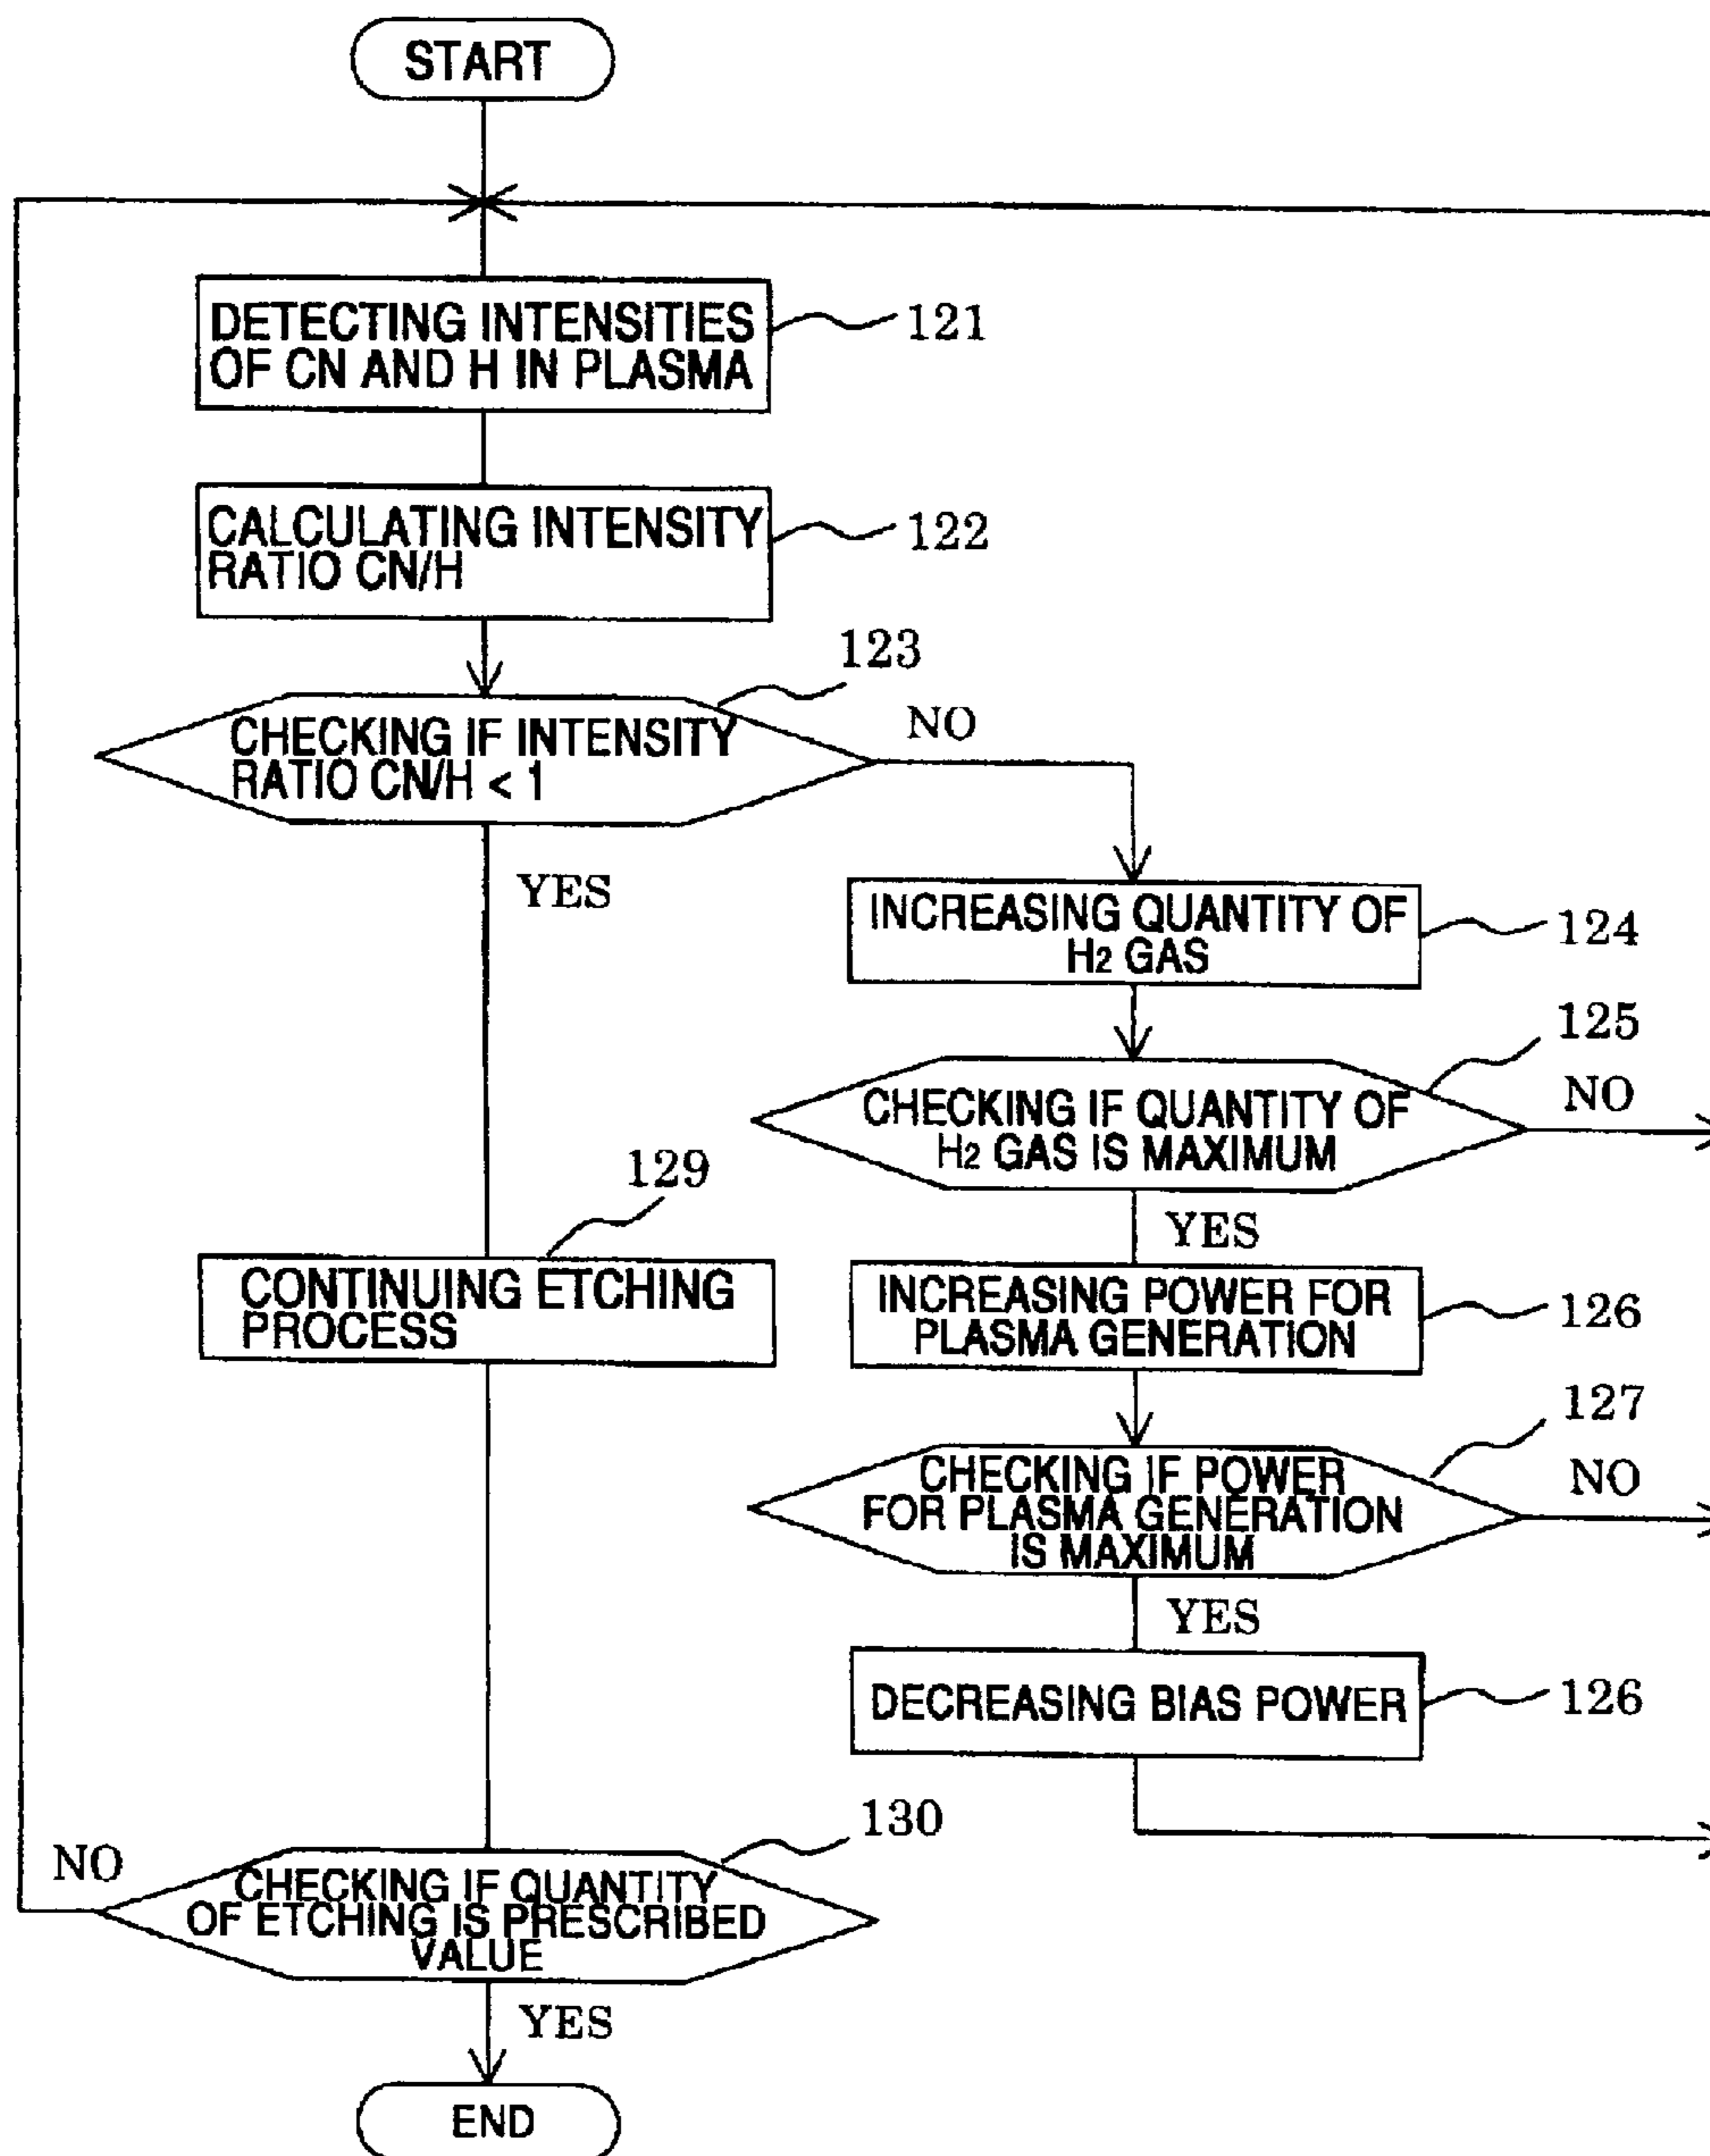 START
DETECTING INTENSITIES
OF CN AND H IN PLASMA
121
CALCULATING INTENSITY
RATIO CN/H
122
123
CHECKING IF INTENSITY
RATIO CN/H < 1
NO
YES
INCREASING QUANTITY OF
H2 GAS
124
125
CHECKING IF QUANTITY OF
H2 GAS IS MAXIMUM
NO
YES
129
CONTINUING ETCHING
PROCESS
INCREASING POWER FOR
PLASMA GENERATION
126
127
CHECKING IF POWER
FOR PLASMA GENERATION
IS MAXIMUM
NO
YES
DECREASING BIAS POWER
126
130
NO
CHECKING IF QUANTITY
OF ETCHING IS PRESCRIBED
VALUE
YES
END